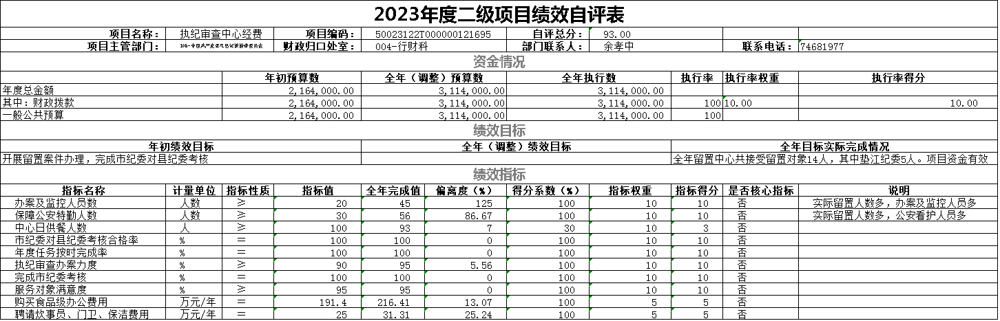 2023年度二级项目绩效自评表
项目名称： 执纪审查中心经费 项目编码： 50023122T000000121695 自评总分： 93.00
项目主管部门： 财政归口处室： 004-行财科 部门联系人： 余孝中 联系电话： 74681977
资金情况
年初预算数 全年（调整）预算数 全年执行数 执行率 执行率权重 执行率得分
年度总金额 2,164,000.00 3,114,000.00 3,114,000.00
其中：财政拨款 2,164,000.00 3,114,000.00 3,114,000.00 100 10.00 10.00
一般公共预算 2,164,000.00 3,114,000.00 3,114,000.00 100
绩效目标
年初绩效目标 全年（调整）绩效目标 全年目标实际完成情况
开展留置案件办理，完成市纪委对县纪委考核 全年留置中心共接受留置对象14人，其中垫江纪委5人。项目资金有效
绩效指标
指标名称 计量单位 指标性质 指标值 全年完成值 偏离度（%） 得分系数（%） 指标权重 指标得分 是否核心指标 说明
办案及监控人员数 人数 ≥ 20 45 125 100 10 10 否 实际留置人数多，办案及监控人员多
保障公安特勤人数 人数 ≥ 30 56 86.67 100 10 10 否 实际留置人数多，公安看护人员多
中心日供餐人数 人 ≥ 100 93 7 30 10 3 否
市纪委对县纪委考核合格率 % ＝ 100 100 0 100 10 10 否
年度任务按时完成率 % ＝ 100 100 0 100 10 10 否
执纪审查办案力度 % ≥ 90 95 5.56 100 10 10 否
完成市纪委考核 % ＝ 100 100 0 100 10 10 否
服务对象满意度 % ≥ 95 95 0 100 10 10 否
购买食品级办公费用 万元/年 ＝ 191.4 216.41 13.07 100 5 5 否
聘请炊事员、门卫、保洁费用 万元/年 ＝ 25 31.31 25.24 100 5 5 否